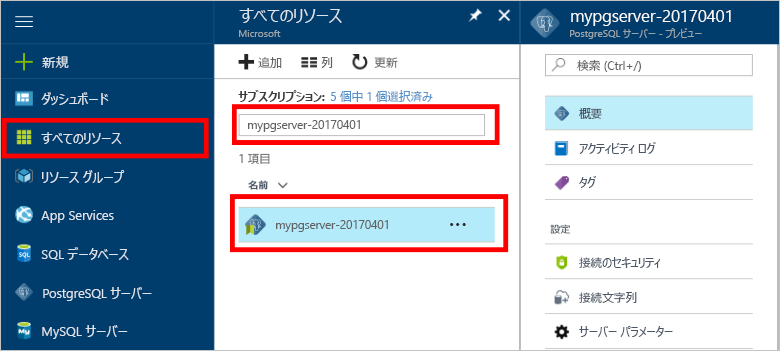 新規
ダッシュボード
すべてのリソース
リソース グループ
App Services
SQL データベース
PostgreSQL サーバー
MySQL サーバー
すべてのリソース
Microsoft
追加 列 更新
サブスクリプション: 5 個中 1 個選択済み
mypgserver-20170401
1 項目
名前
mypgserver-20170401
mypgserver-20170401
PostgreSQL サーバー - プレビュー
検索 (Ctrl+/)
概要
アクティビティ ログ
タグ
設定
接続のセキュリティ
接続文字列
サーバー パラメーター